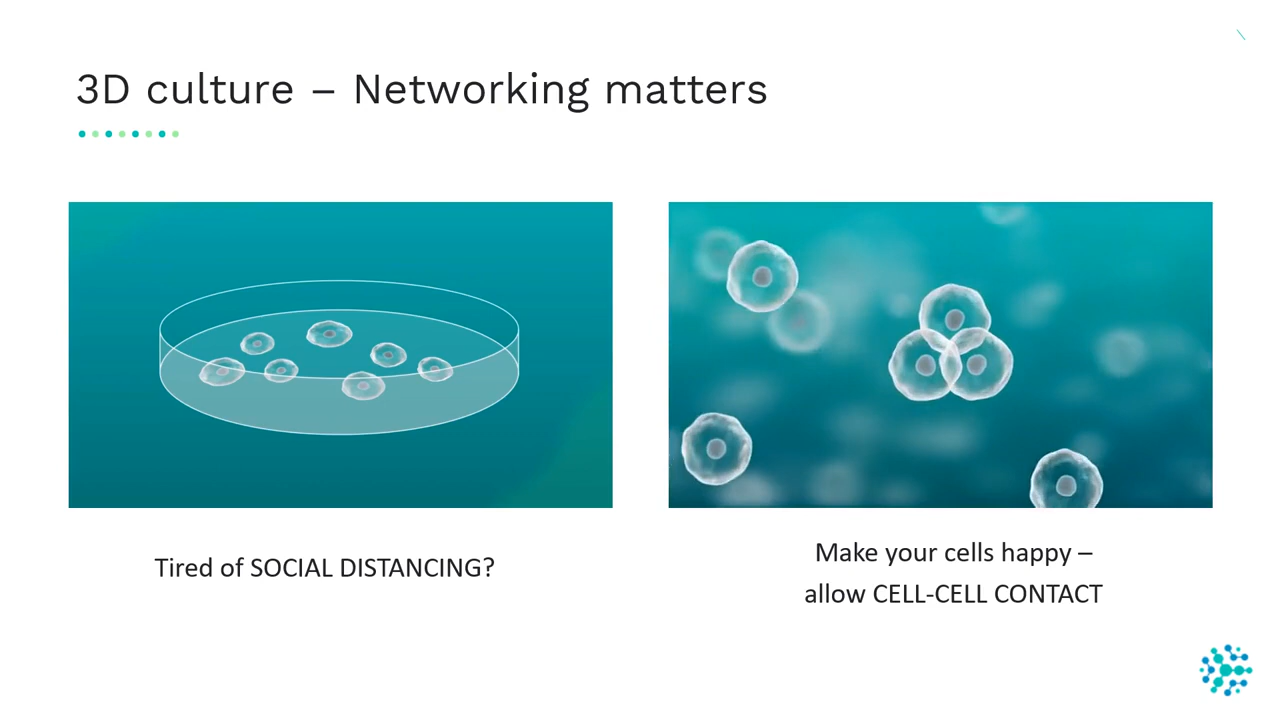 3D culture – Networking matters
Tired of SOCIAL DISTANCING?
Make your cells happy –
allow CELL-CELL CONTACT